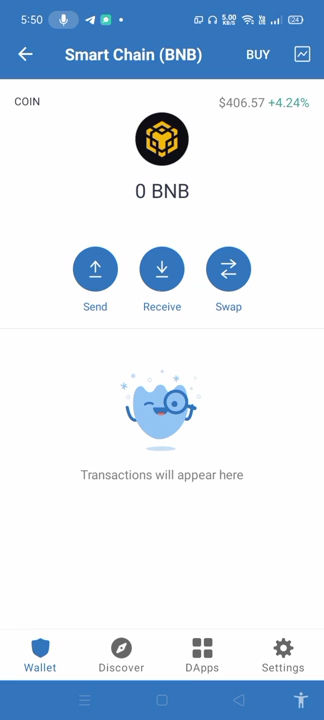 5:50 5.00 KB/S 24
Smart Chain (BNB) BUY
COIN $406.57 +4.24%
0 BNB
Send Receive Swap
Transactions will appear here
Wallet Discover DApps Settings